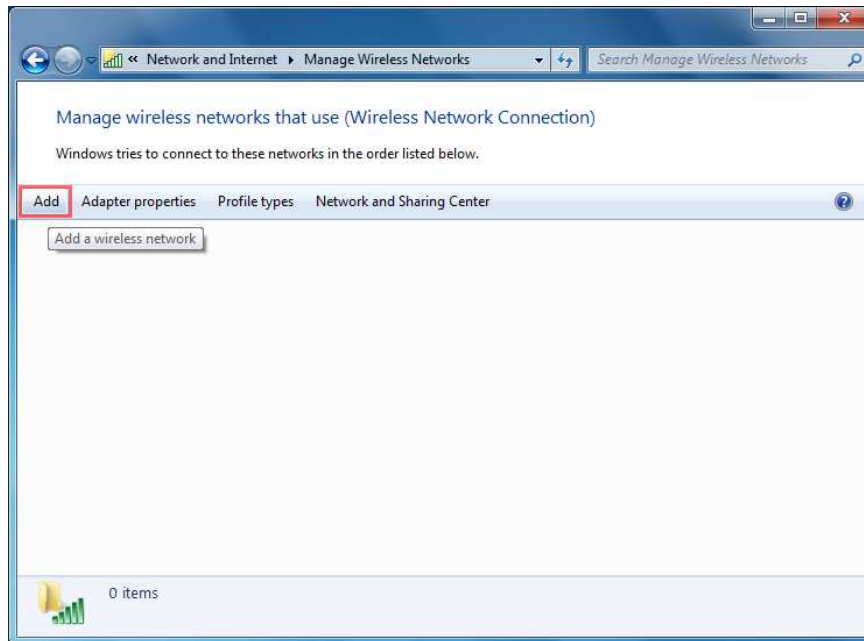 « Network and Internet ▸ Manage Wireless Networks
Search Manage Wireless Networks
Manage wireless networks that use (Wireless Network Connection)
Windows tries to connect to these networks in the order listed below.
Add Adapter properties Profile types Network and Sharing Center
Add a wireless network
0 items